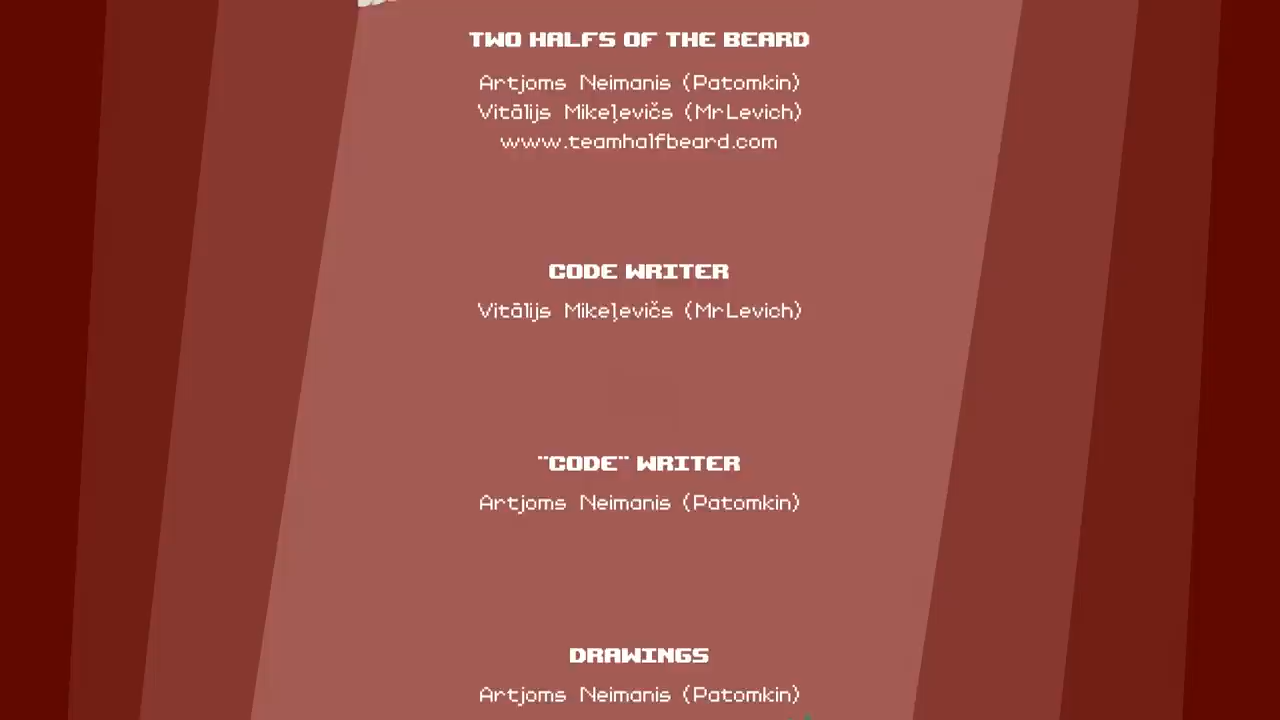 TWO HALFS OF THE BEARD
Artjoms Neimanis (Patomkin)
Vitālijs Mikeļevičs (MrLevich)
www.teamhalfbeard.com
CODE WRITER
Vitālijs Mikeļevičs (MrLevich)
"CODE" WRITER
Artjoms Neimanis (Patomkin)
DRAWINGS
Artjoms Neimanis (Patomkin)